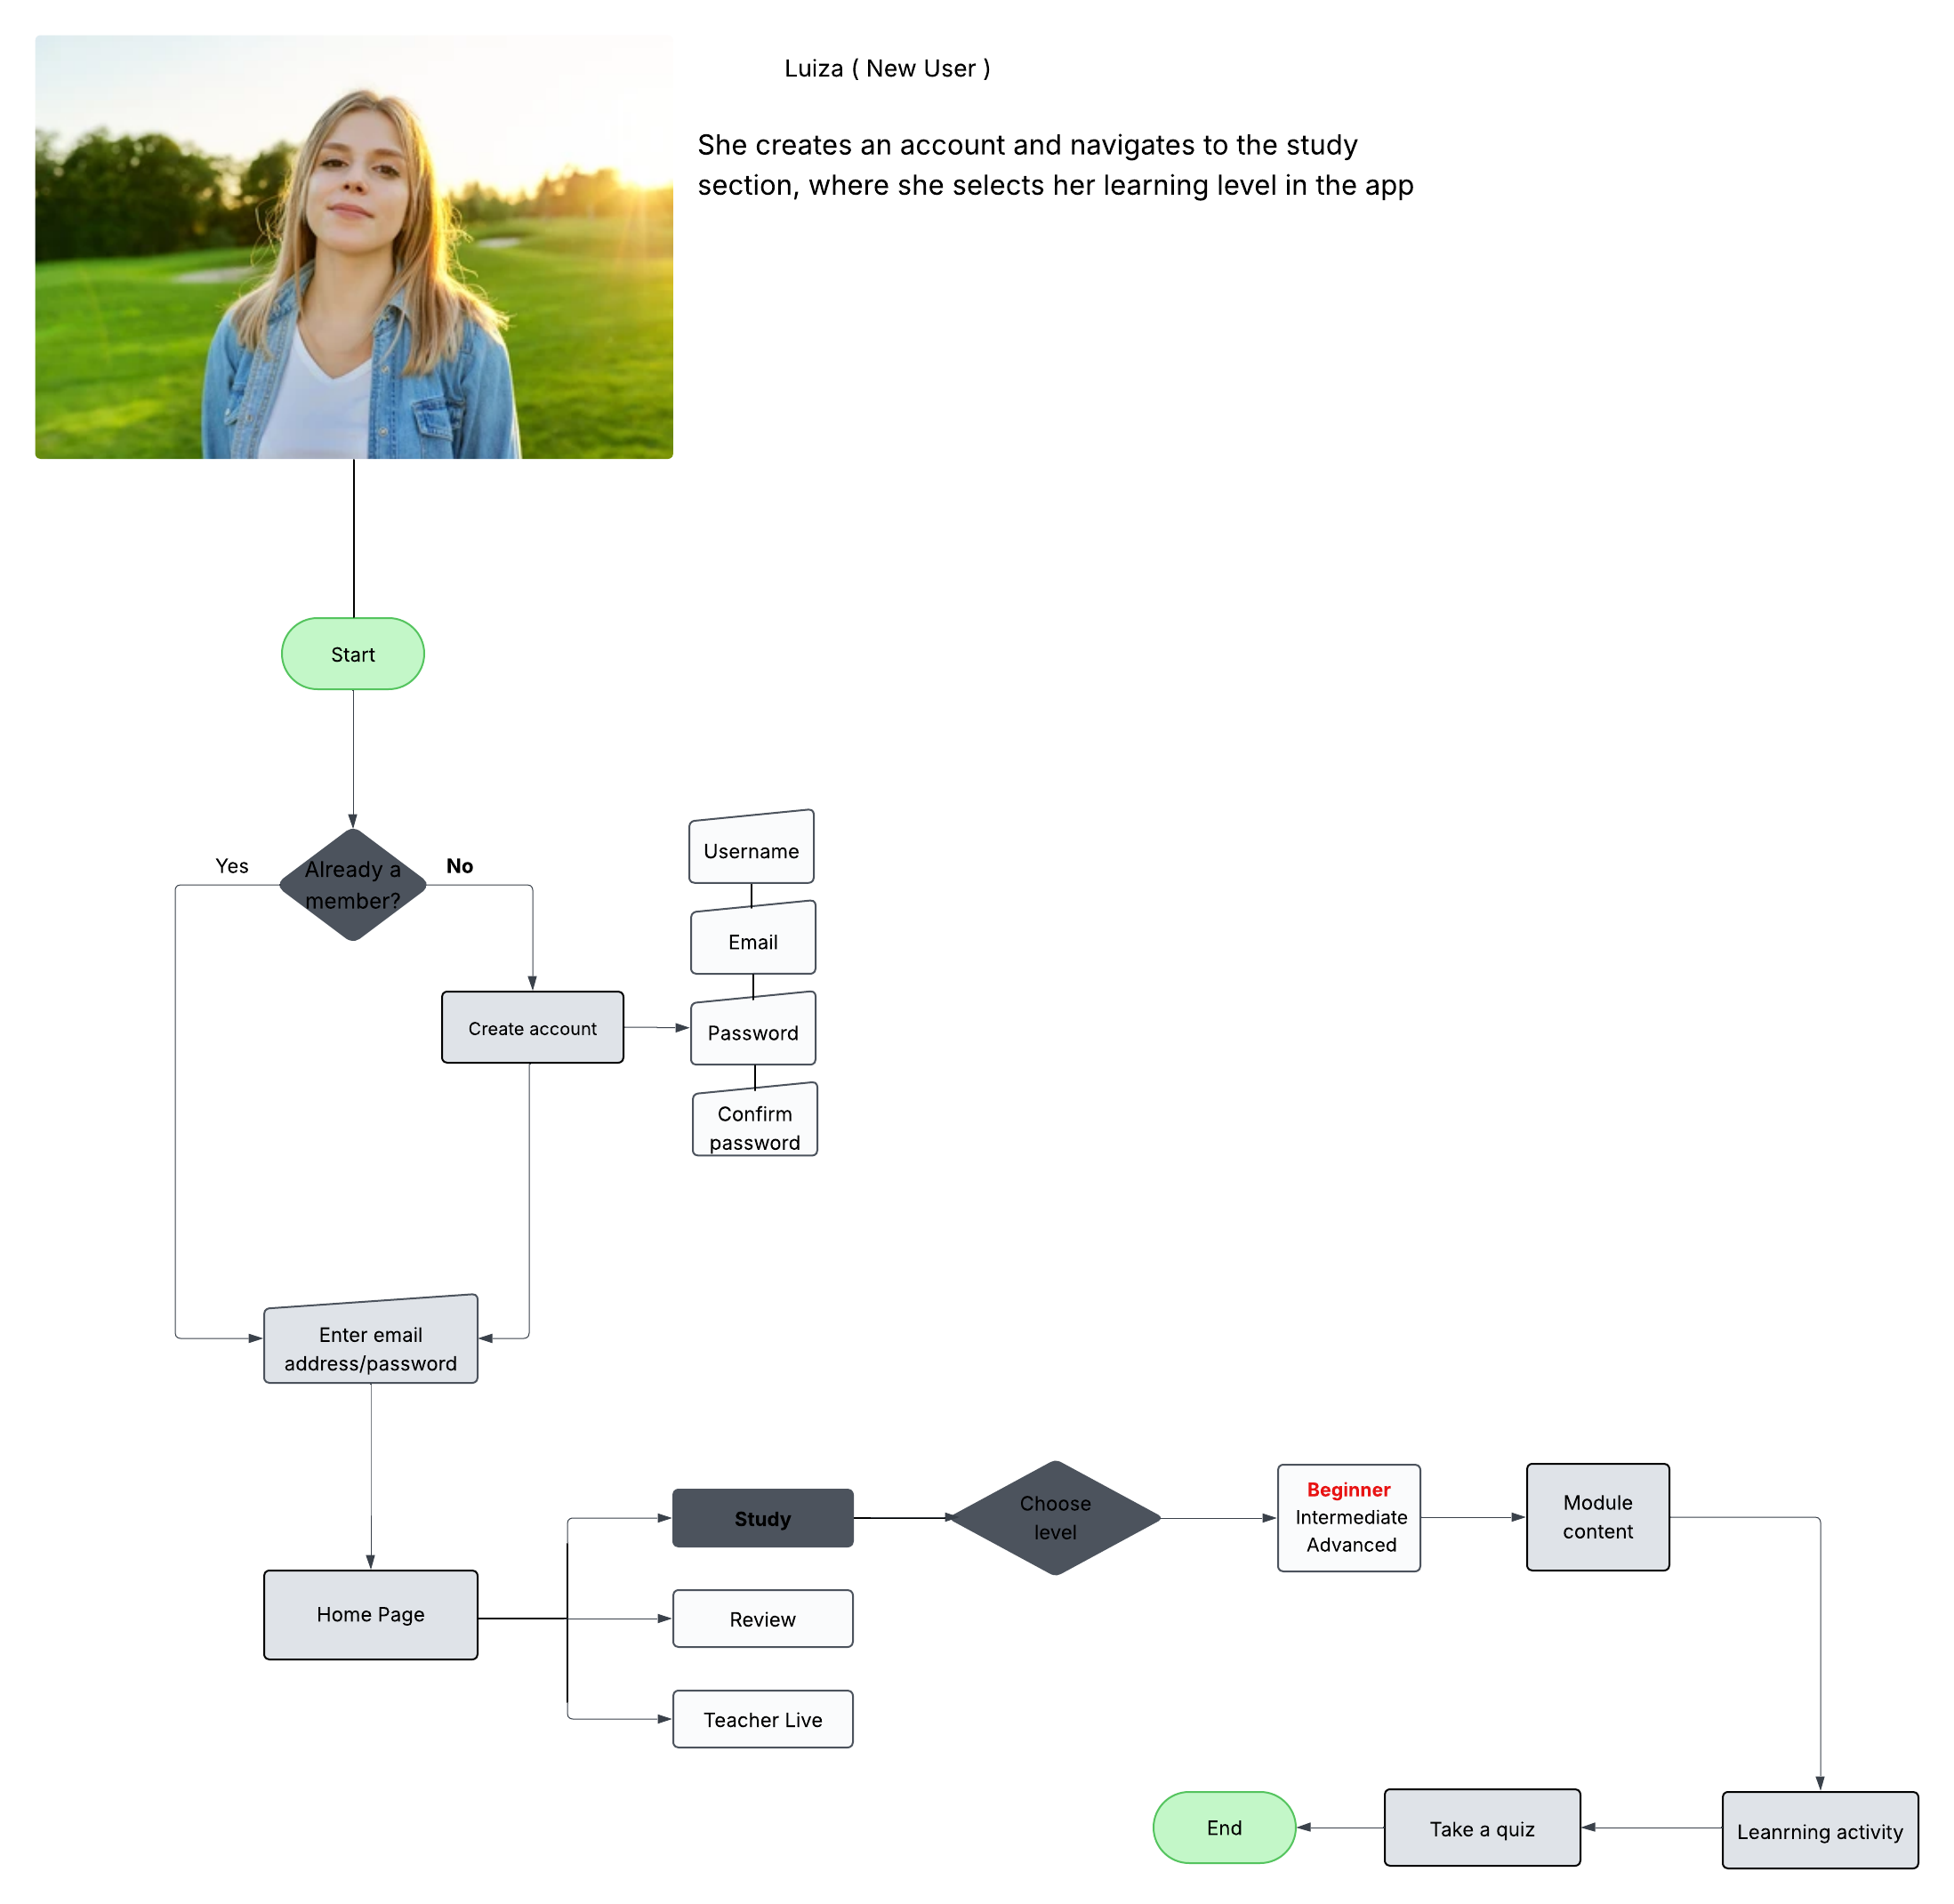 Luiza ( New User )
She creates an account and navigates to the study
section, where she selects her learning level in the app
Start
Yes
Already a
member?
No
Username
Email
Create account
Password
Confirm
password
Enter email
address/password
Home Page
Study
Review
Teacher Live
Choose
level
Beginner
Intermediate
Advanced
Module
content
Leanrning activity
Take a quiz
End